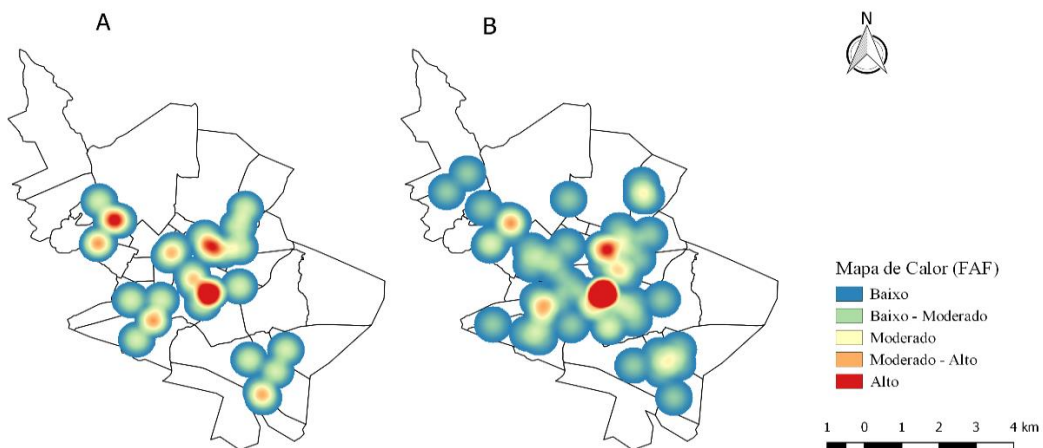 A
B
N
Mapa de Calor (FAF)
Baixo
Baixo - Moderado
Moderado
Moderado - Alto
Alto
1 0 1 2 3 4 km